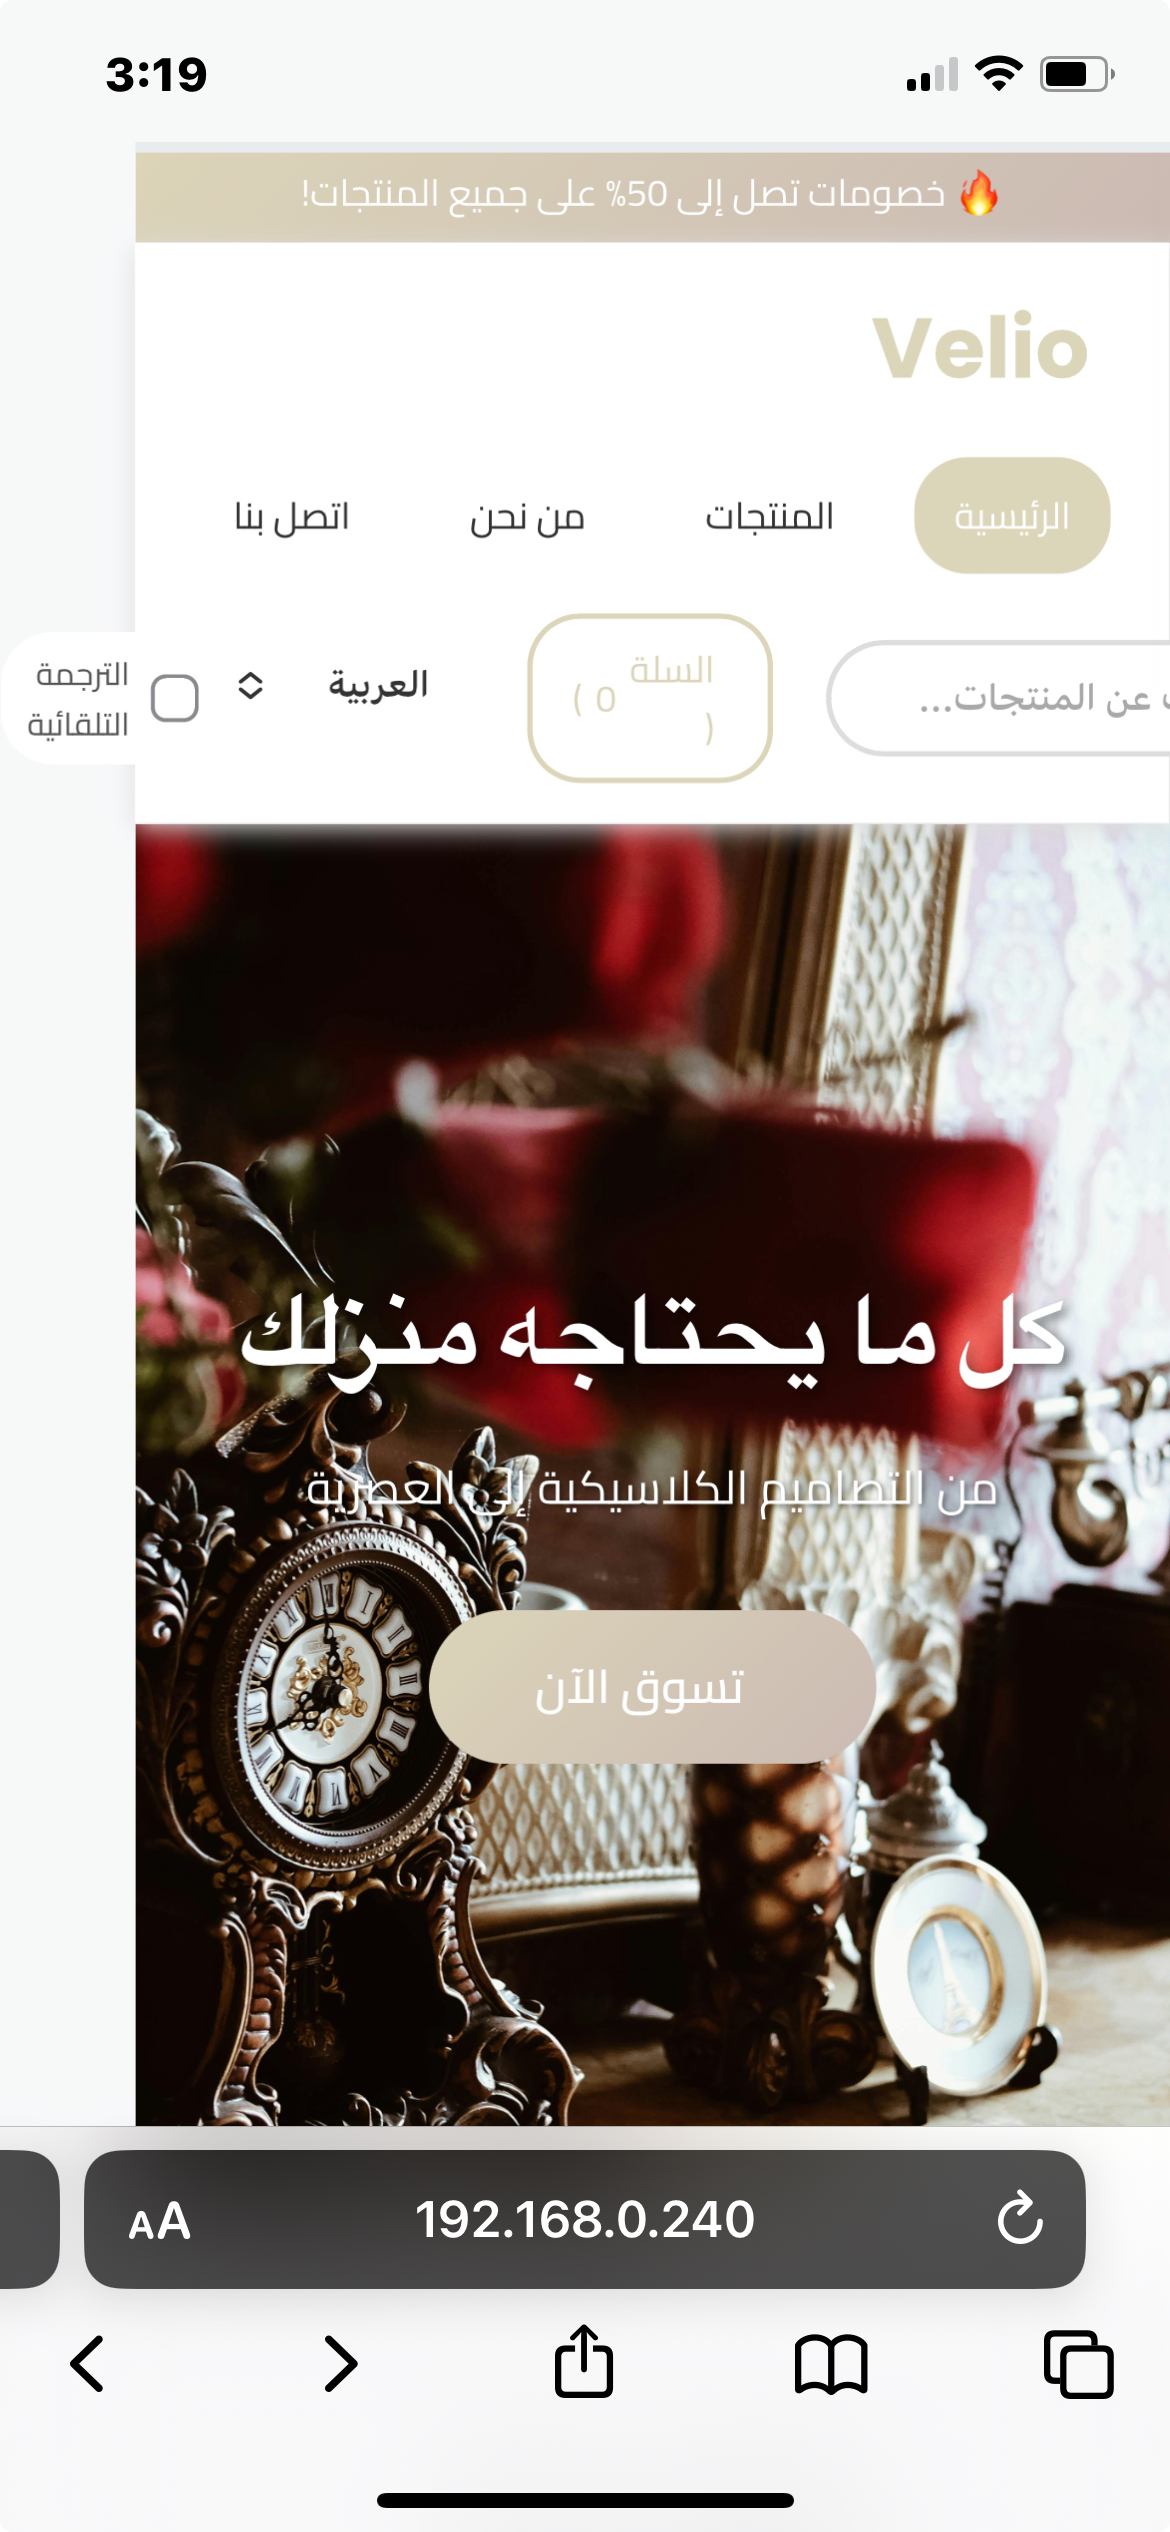 3:19
🔥 خصومات تصل إلى 50% على جميع المنتجات!
Velio
الرئيسية
المنتجات
من نحن
اتصل بنا
عن المنتجات...
السلة
( 0
)
العربية
الترجمة
التلقائية
كل ما يحتاجه منزلك
من التصاميم الكلاسيكية إلى العصرية
تسوق الآن
AA
192.168.0.240